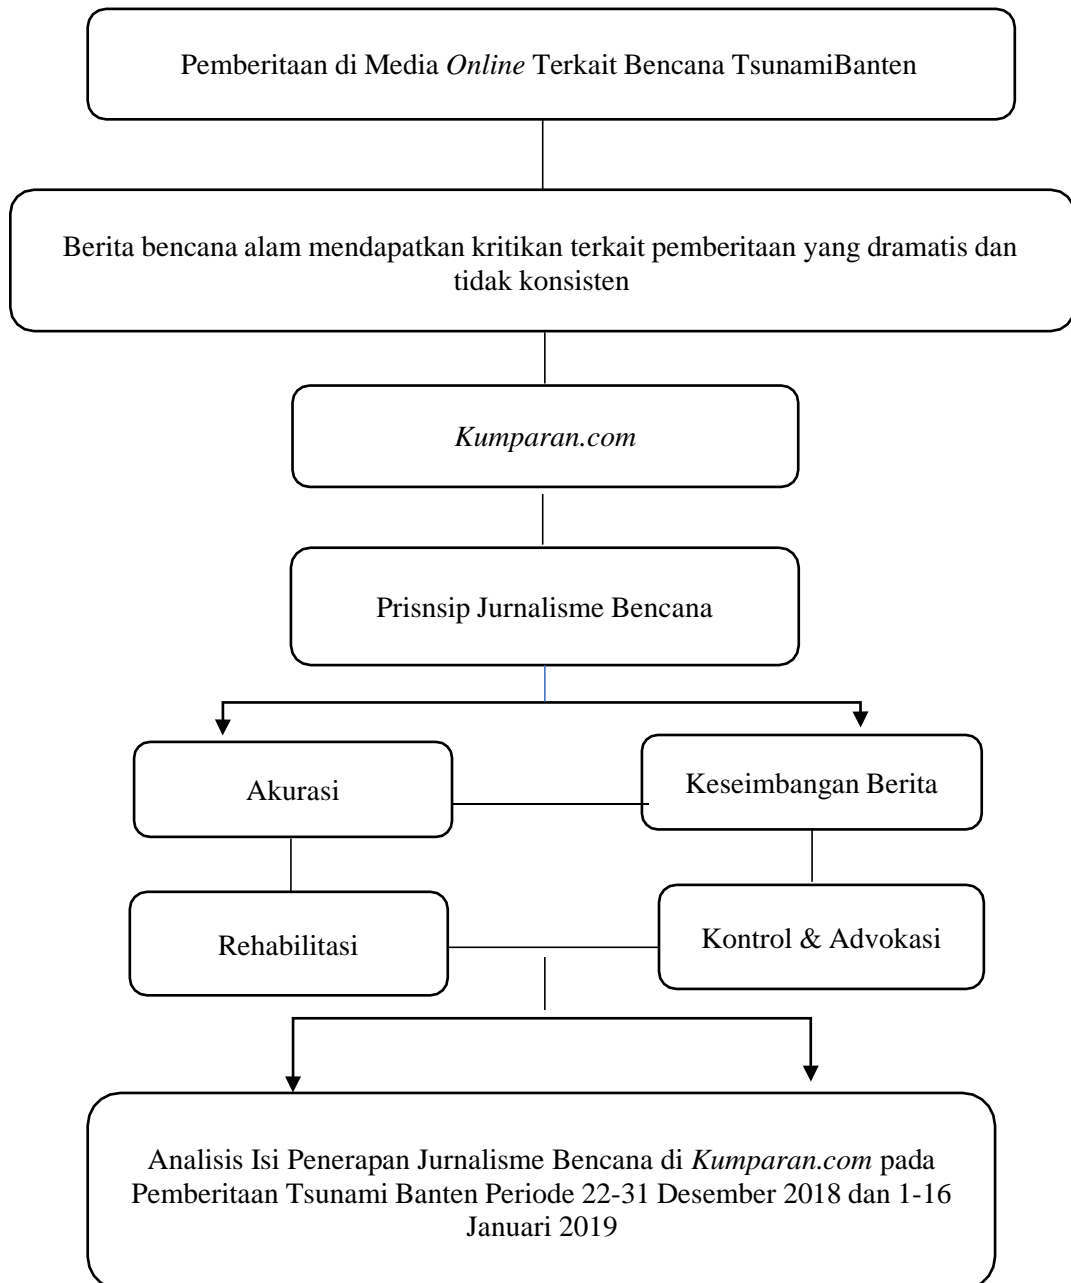 Pemberitaan di Media Online Terkait Bencana TsunamiBanten
Berita bencana alam mendapatkan kritikan terkait pemberitaan yang dramatis dan
tidak konsisten
Kumparan.com
Prisnsip Jurnalisme Bencana
Akurasi
Keseimbangan Berita
Rehabilitasi
Kontrol & Advokasi
Analisis Isi Penerapan Jurnalisme Bencana di Kumparan.com pada
Pemberitaan Tsunami Banten Periode 22-31 Desember 2018 dan 1-16
Januari 2019